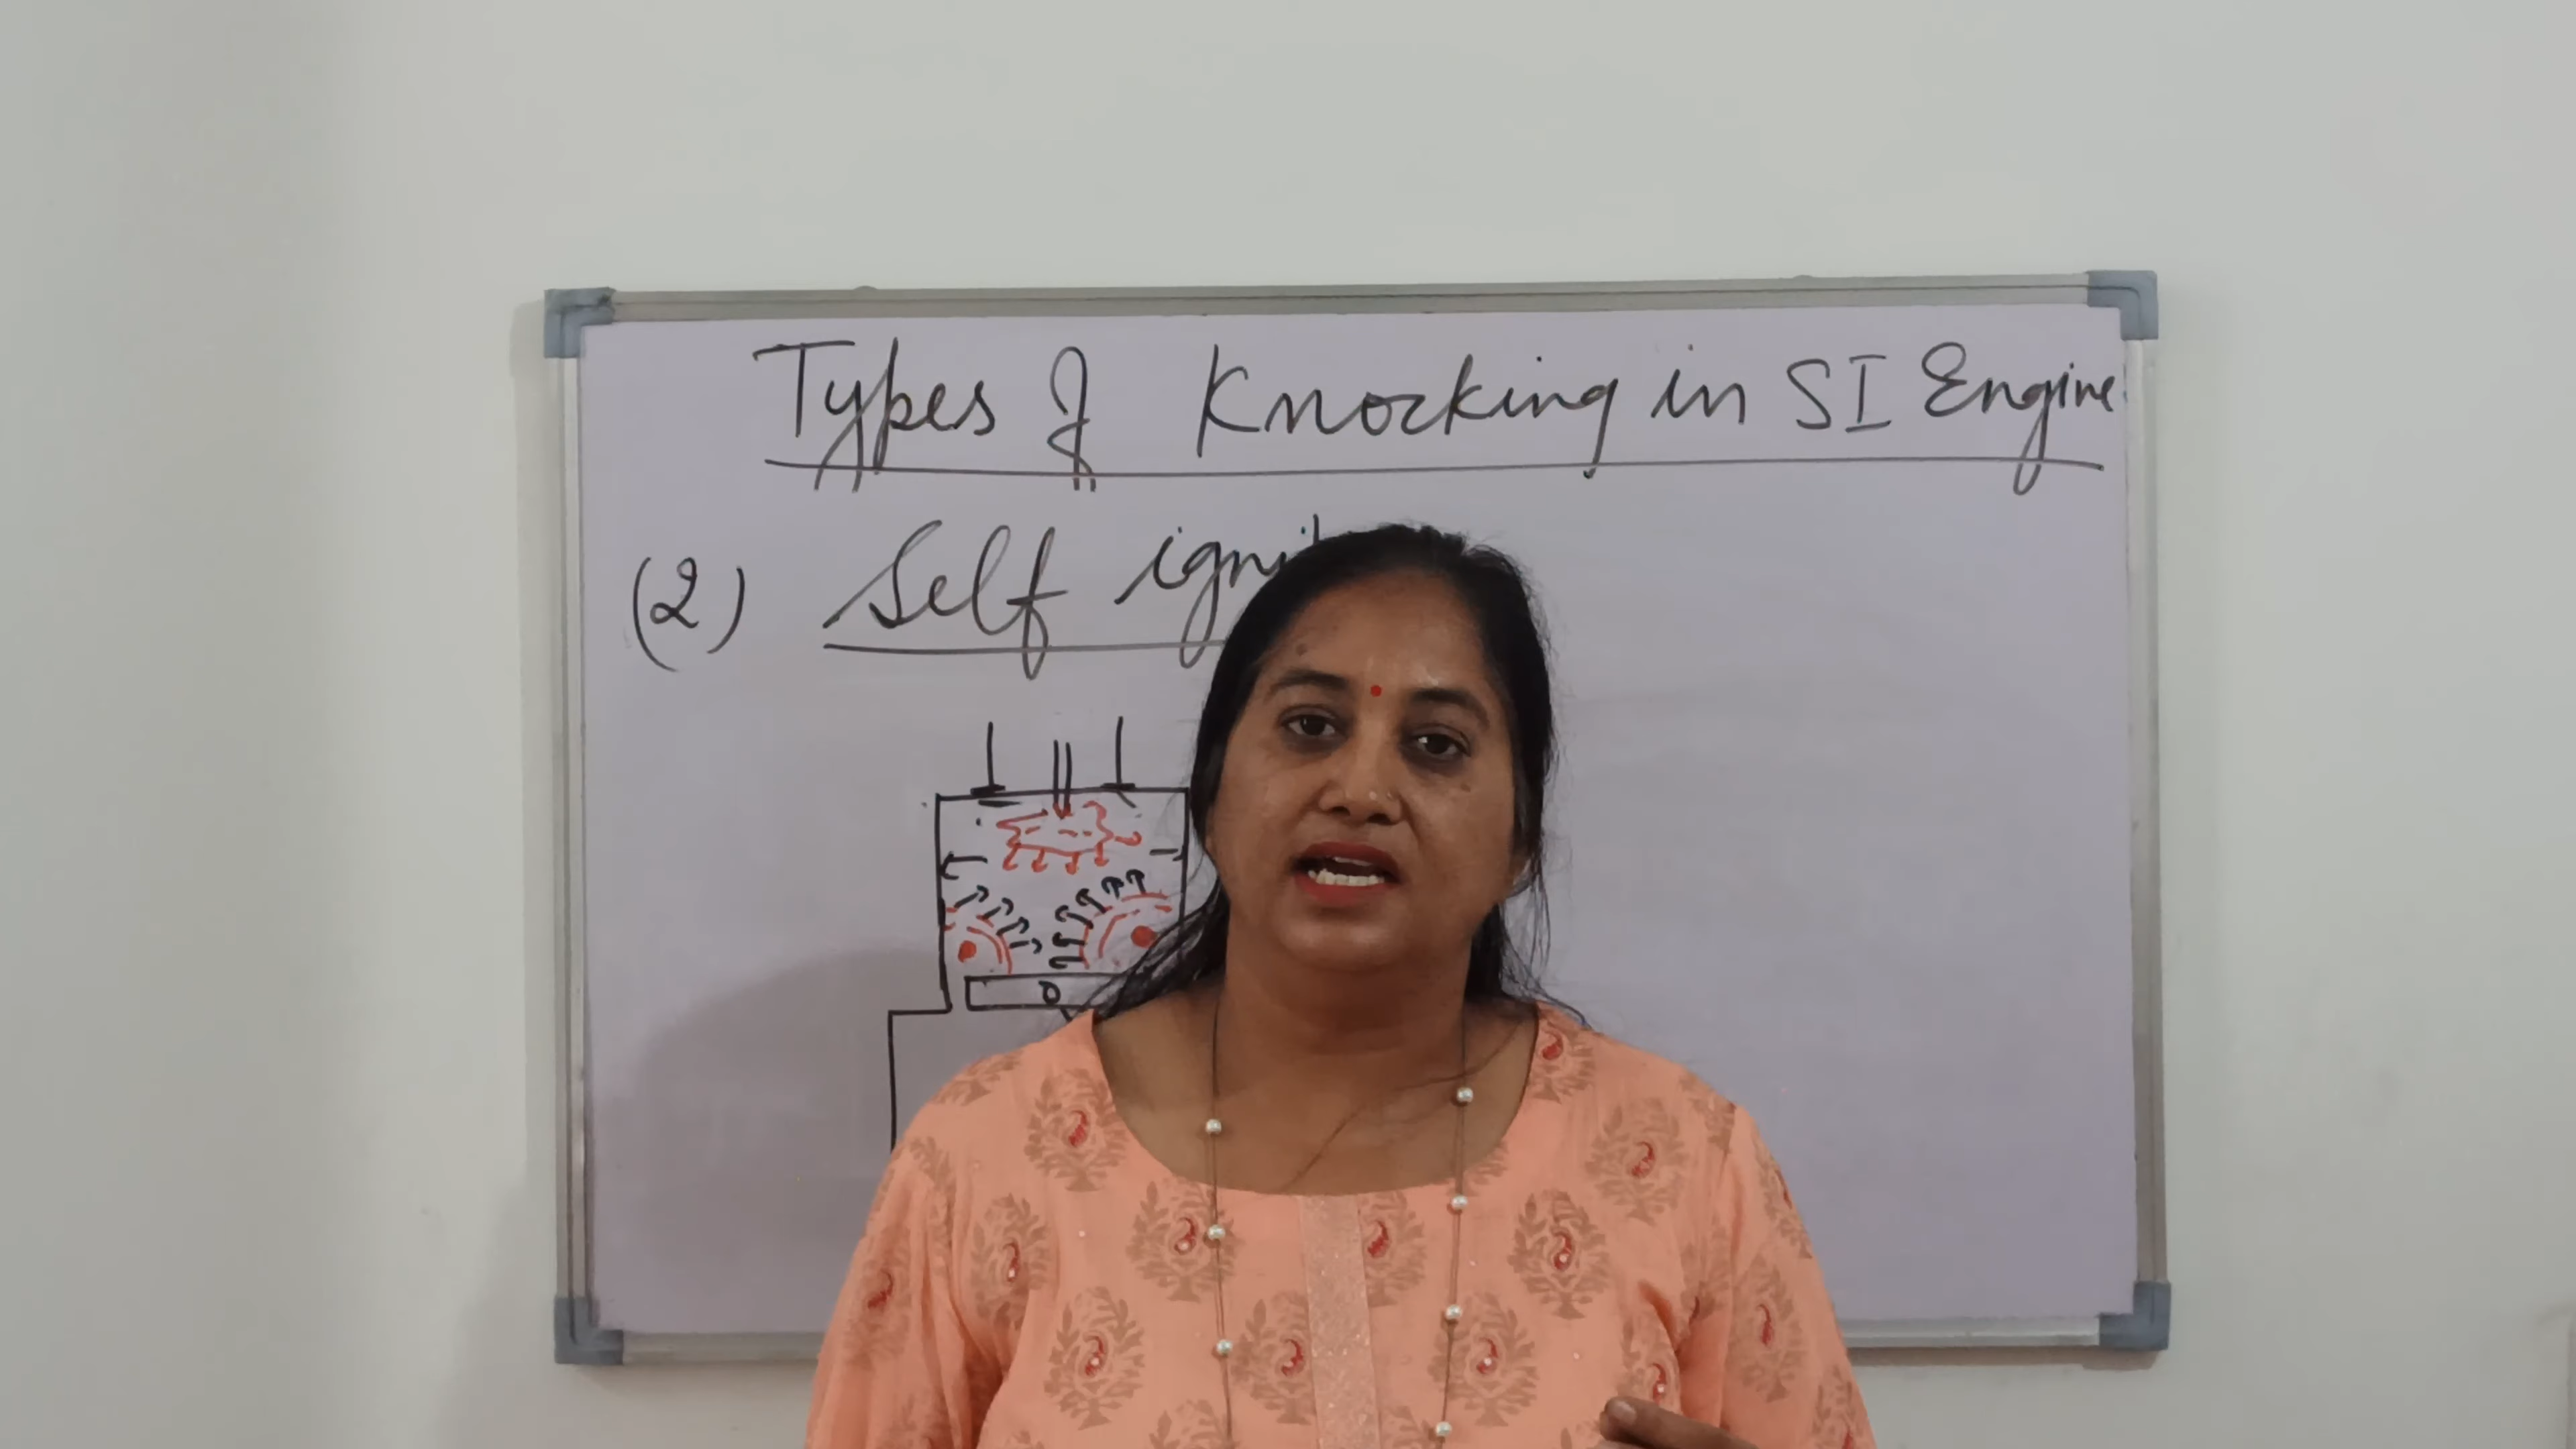 Types of Knocking in SI Engine
(2) Self